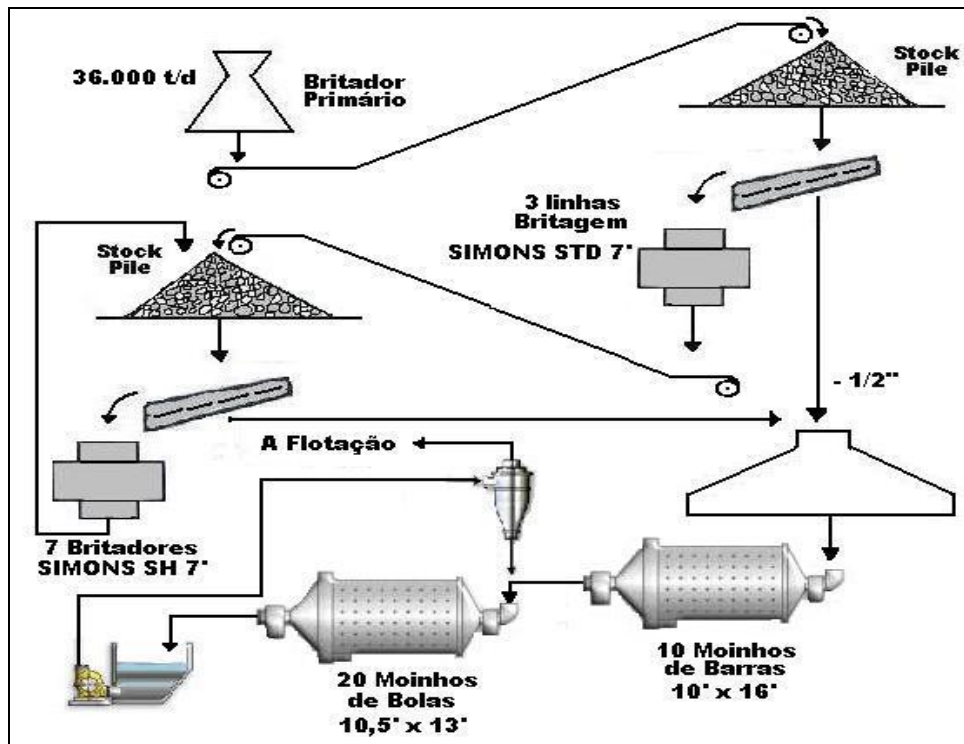 36.000 t/d
Britador
Primário
Stock
Pile
3 linhas
Britagem
SIMONS STD 7'
Stock
Pile
- 1/2"
A Flotação
7 Britadores
SIMONS SH 7'
20 Moinhos
de Bolas
10,5' x 13'
10 Moinhos
de Barras
10' x 16'